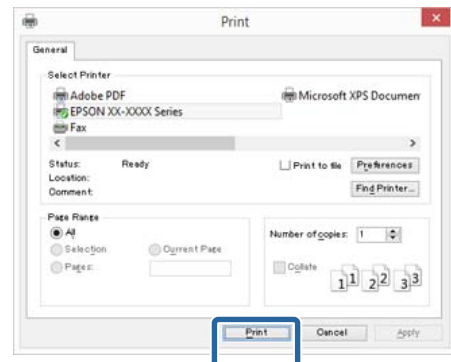 Print
General
Select Printer
Adobe PDF
Microsoft XPS Documen
EPSON XX-XXXX Series
Fax
Status: Ready
Print to file
Preferences
Location:
Comment:
Find Printer...
Page Range
All
Selection
Current Page
Pages:
Number of copies: 1
Collate
1 1 2 2 3 3
Print
Cancel
Apply